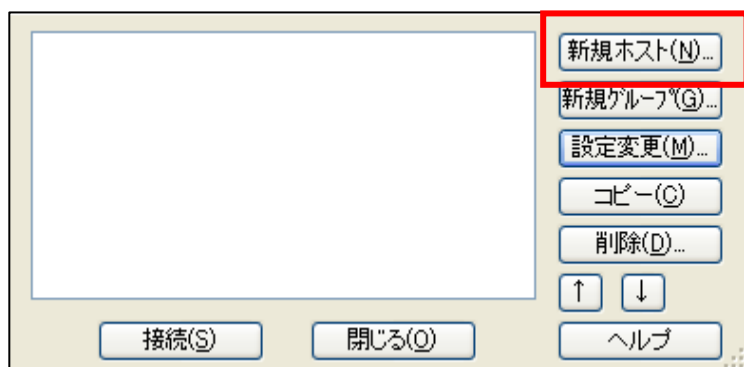 新規ホスト(N)...
新規ｸﾞﾙｰﾌﾟ(G)...
設定変更(M)...
コピー(C)
削除(D)...
↑ ↓
接続(S) 閉じる(O) ヘルプ